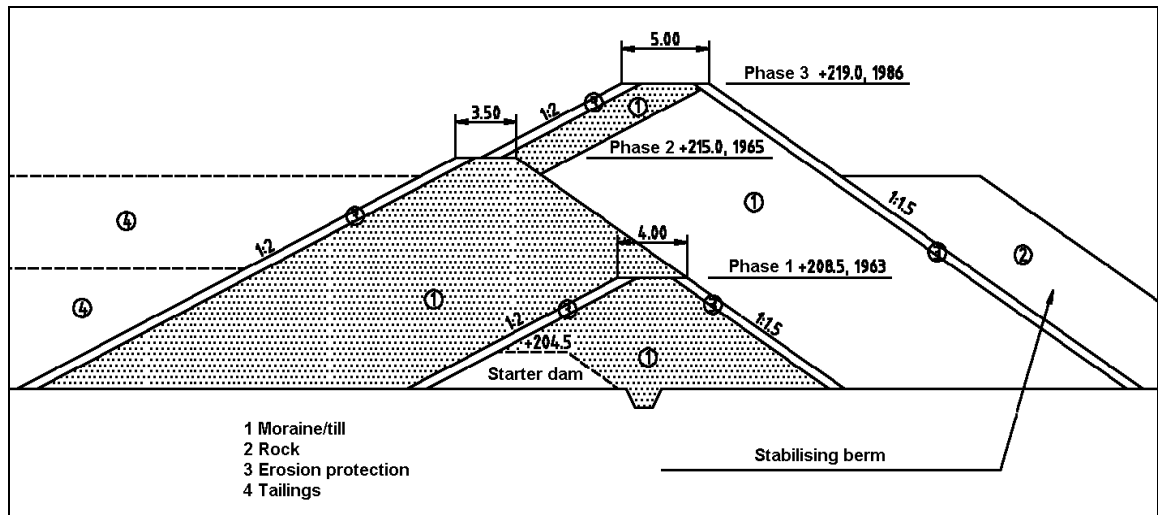 5.00
Phase 3 +219.0, 1986
3
1
1:2
3.50
Phase 2 +215.0, 1965
1
4
3
1:2
4.00
1:1.5
3
2
Phase 1 +208.5, 1963
4
1
1:2
3
3
1:1.5
+204.5
1
Starter dam
1 Moraine/till
2 Rock
3 Erosion protection
4 Tailings
Stabilising berm